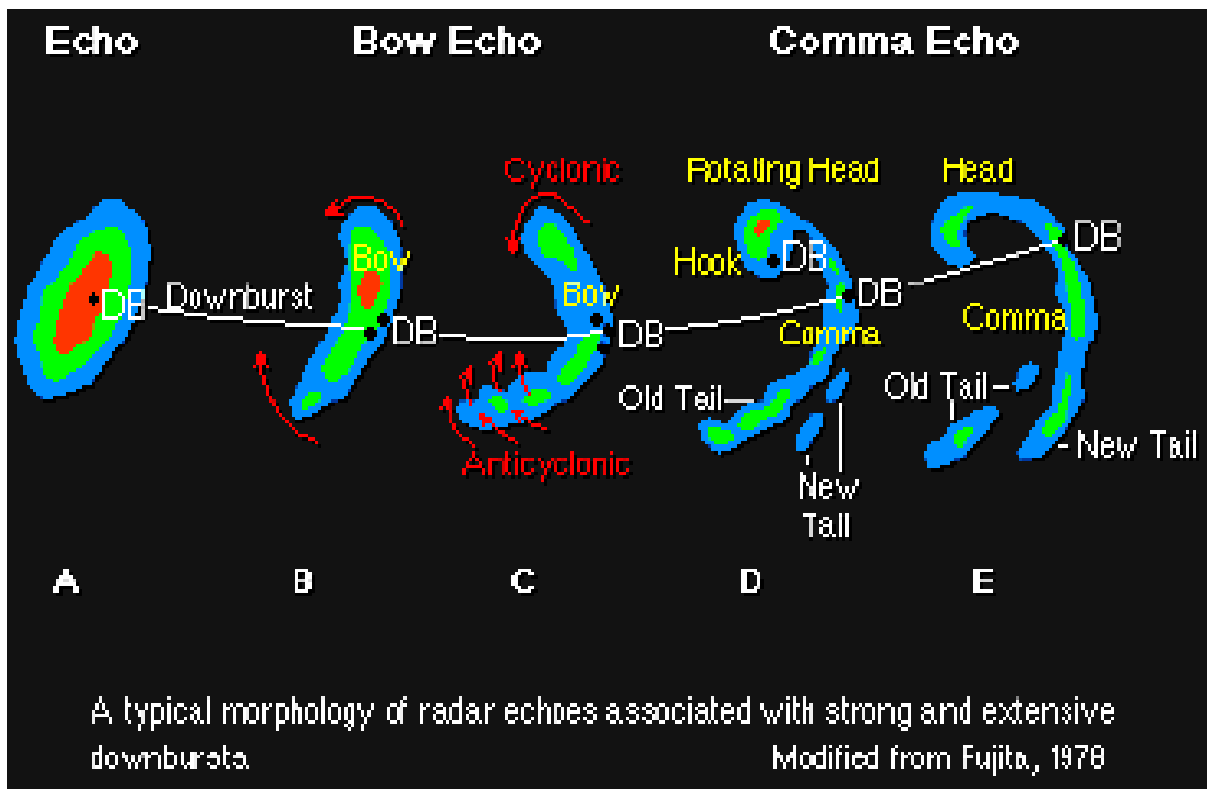 Echo
Bow Echo
Comma Echo
Cyclonic
Rotating Head
Head
Bow
Hook
DB
DB
Bow
DB
Downburst
DB
DB
DB
Comma
Comma
Old Tail
Old Tail
Anticyclonic
New Tail
New
Tail
A
B
C
D
E
A typical morphology of radar echoes associated with strong and extensive
downbursts.
Modified from Fujita, 1978